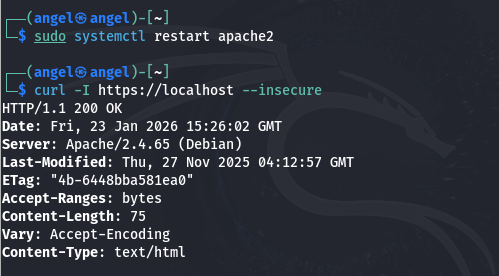 (angel㉿angel)-[~]
$ sudo systemctl restart apache2
(angel㉿angel)-[~]
$ curl -I https://localhost --insecure
HTTP/1.1 200 OK
Date: Fri, 23 Jan 2026 15:26:02 GMT
Server: Apache/2.4.65 (Debian)
Last-Modified: Thu, 27 Nov 2025 04:12:57 GMT
ETag: "4b-6448bba581ea0"
Accept-Ranges: bytes
Content-Length: 75
Vary: Accept-Encoding
Content-Type: text/html